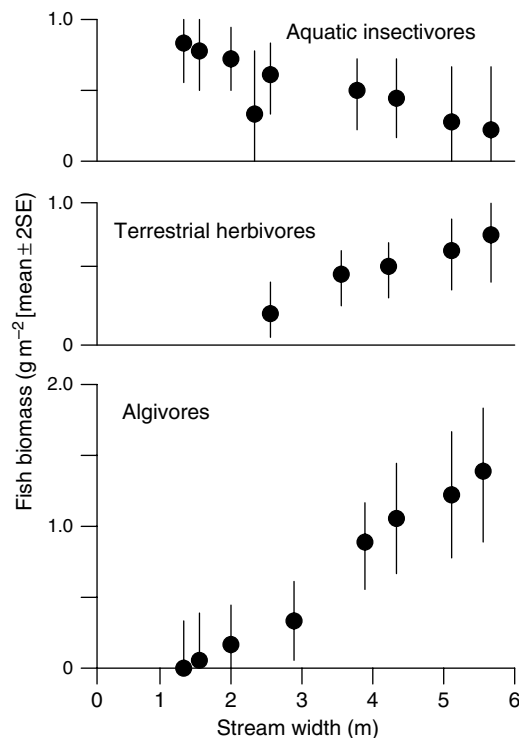 1.0
Aquatic insectivores
0
1.0
Terrestrial herbivores
0
2.0
Algivores
1.0
0
0 1 2 3 4 5 6
Stream width (m)
Fish biomass (g m⁻² [mean ± 2SE)